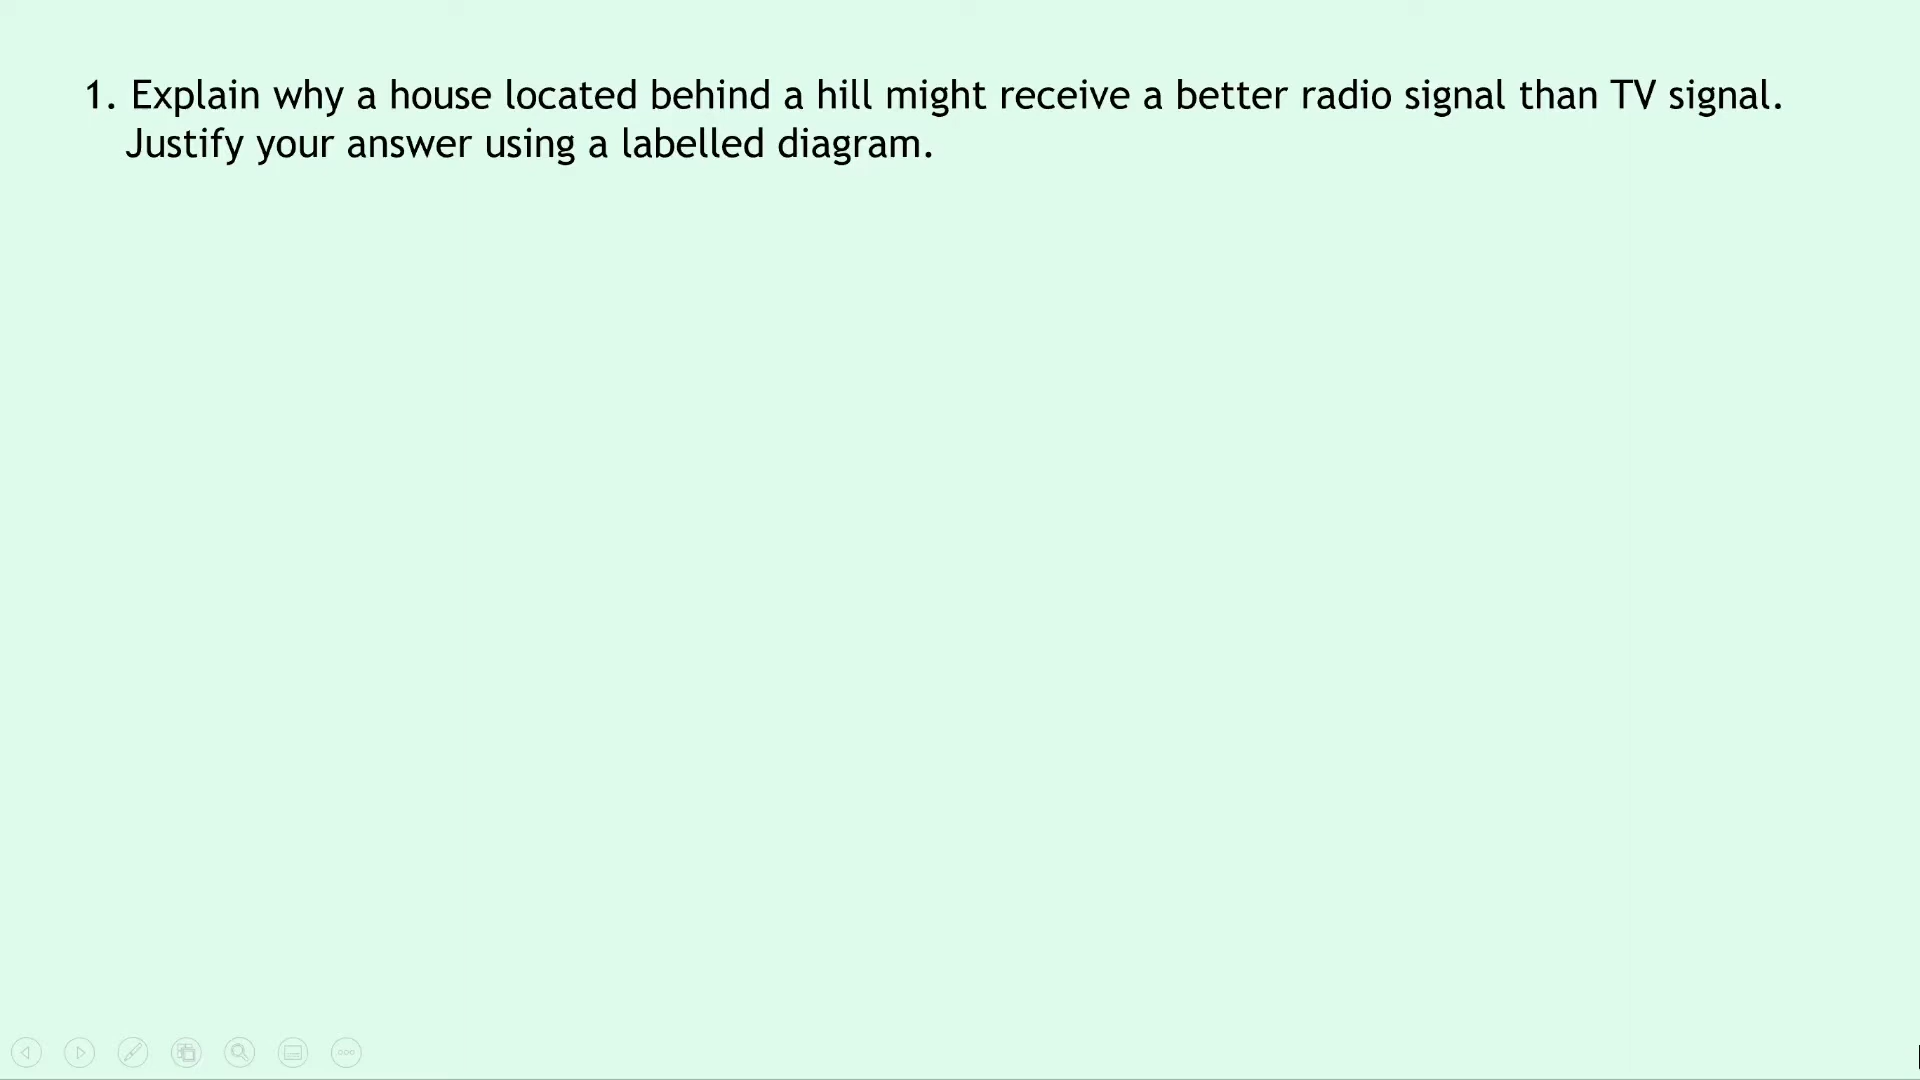 1. Explain why a house located behind a hill might receive a better radio signal than TV signal.
Justify your answer using a labelled diagram.